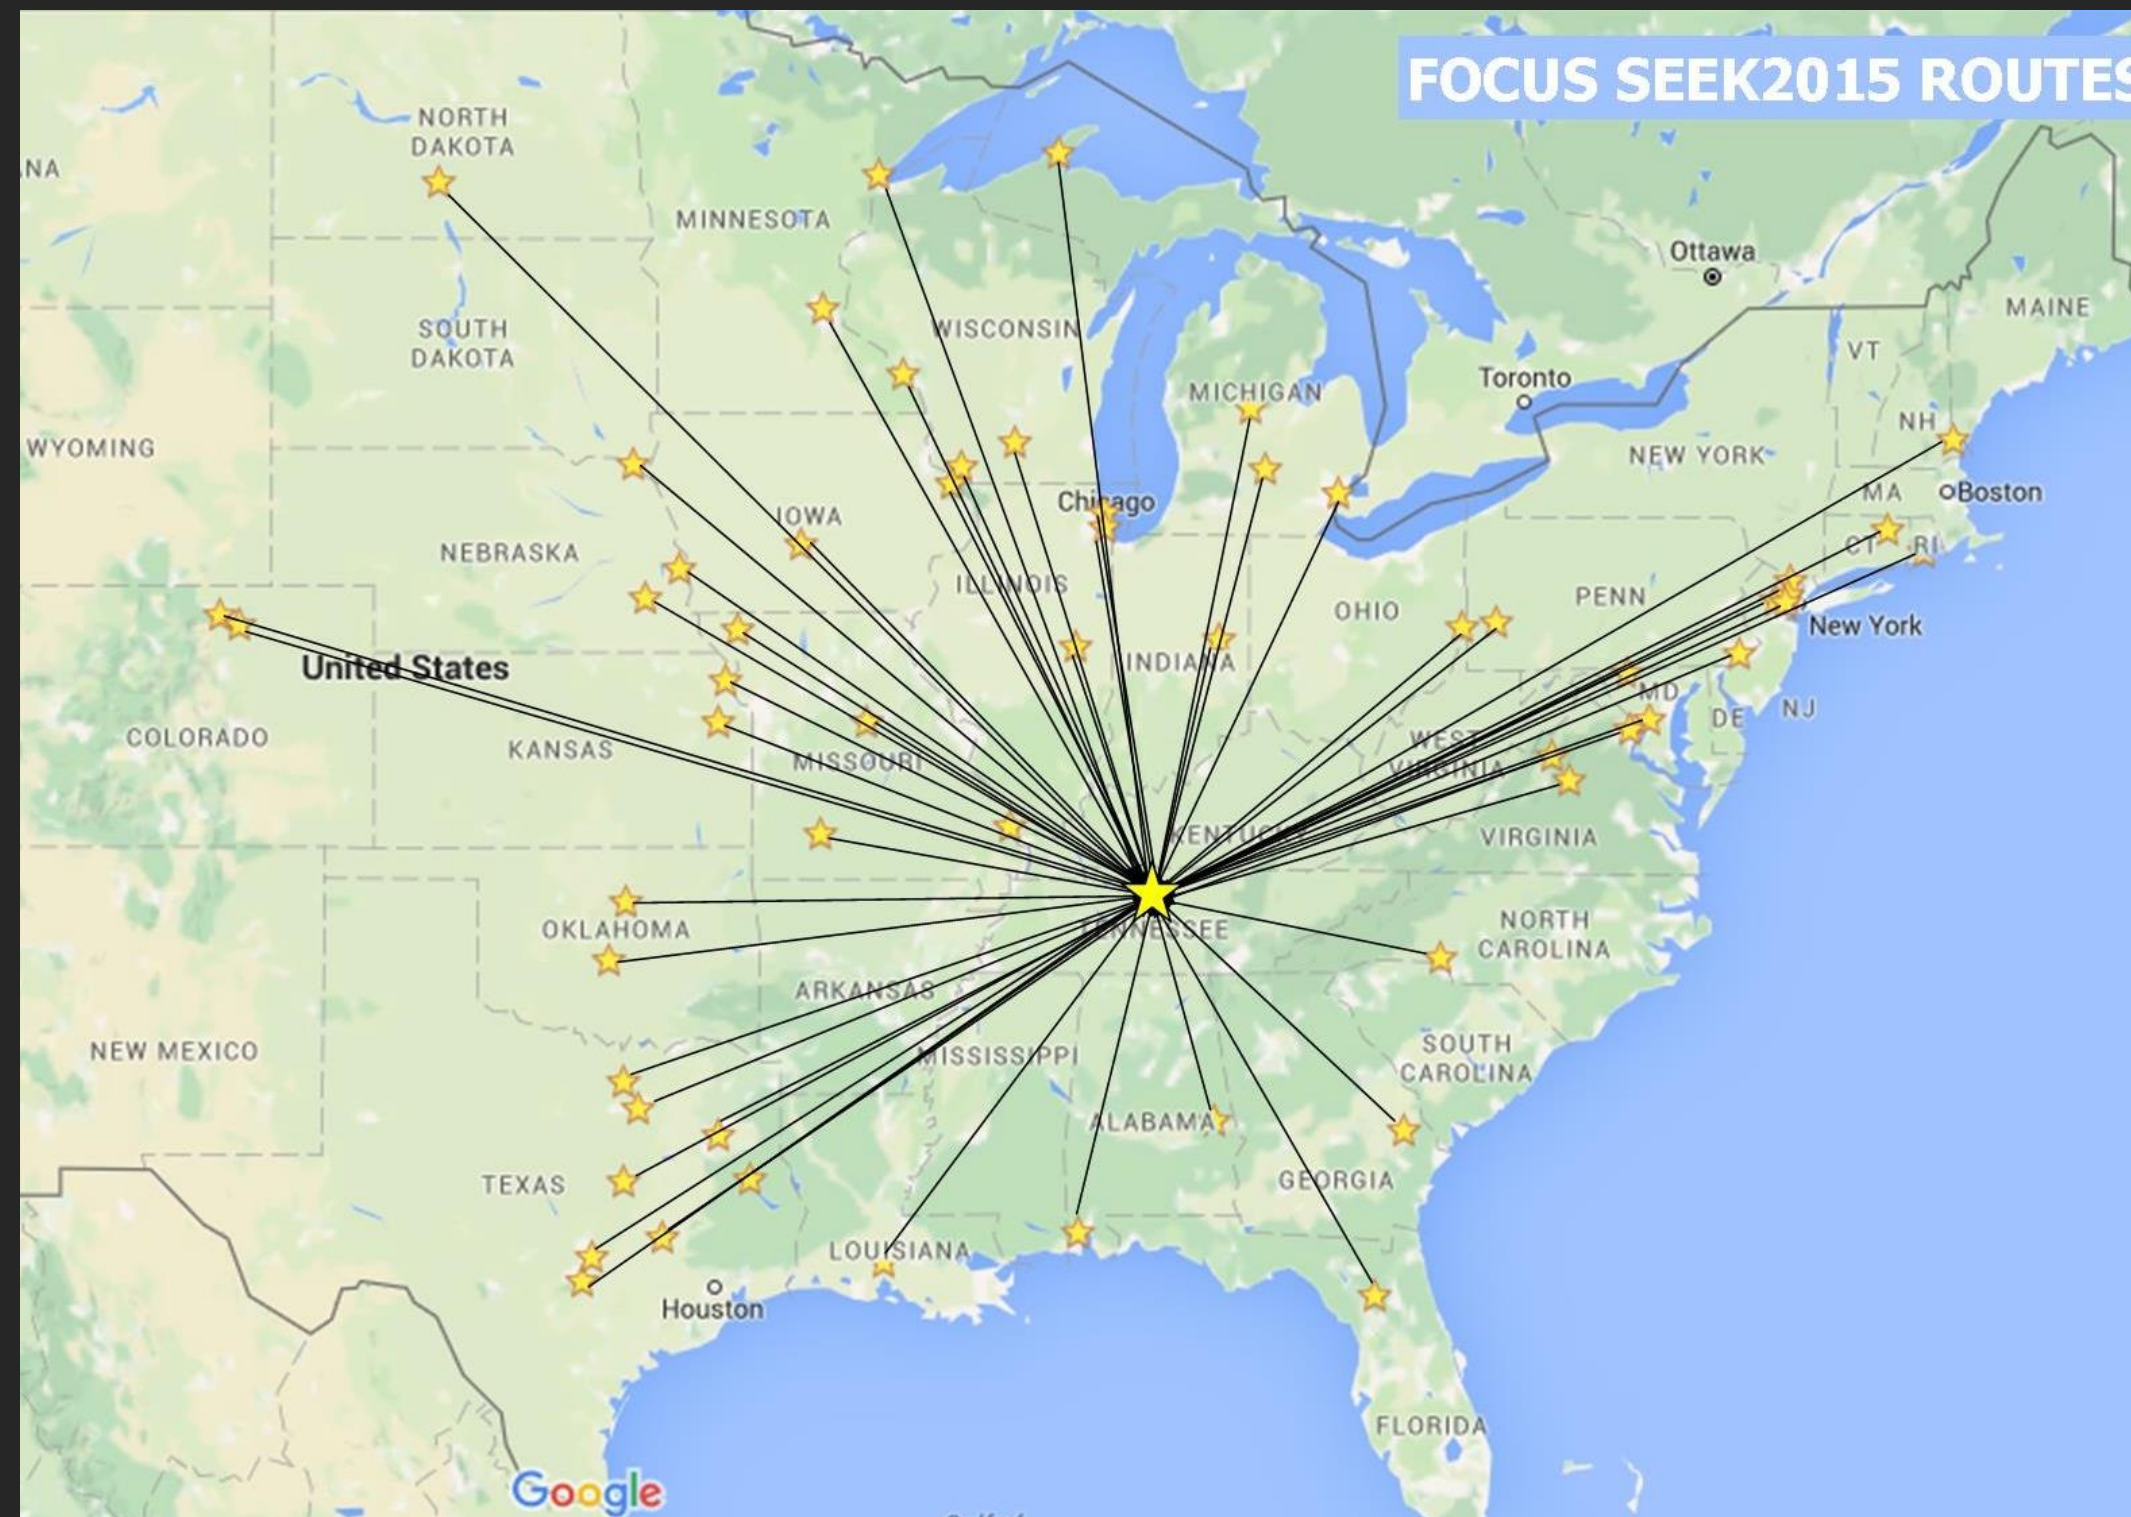 FOCUS SEEK2015 ROUTES
NORTH
DAKOTA
MINNESOTA
Ottawa
MAINE
SOUTH
DAKOTA
WISCONSIN
VT
MICHIGAN
Toronto
NH
WYOMING
NEW YORK
MA
Boston
Chicago
IOWA
NEBRASKA
CT
RI
ILLINOIS
OHIO
PENN
New York
United States
INDIANA
MD
DE
NJ
COLORADO
KANSAS
MISSOURI
WEST
VIRGINIA
KENTUCKY
VIRGINIA
OKLAHOMA
TENNESSEE
NORTH
CAROLINA
ARKANSAS
NEW MEXICO
MISSISSIPPI
SOUTH
CAROLINA
ALABAMA
TEXAS
GEORGIA
LOUISIANA
Houston
FLORIDA
Google